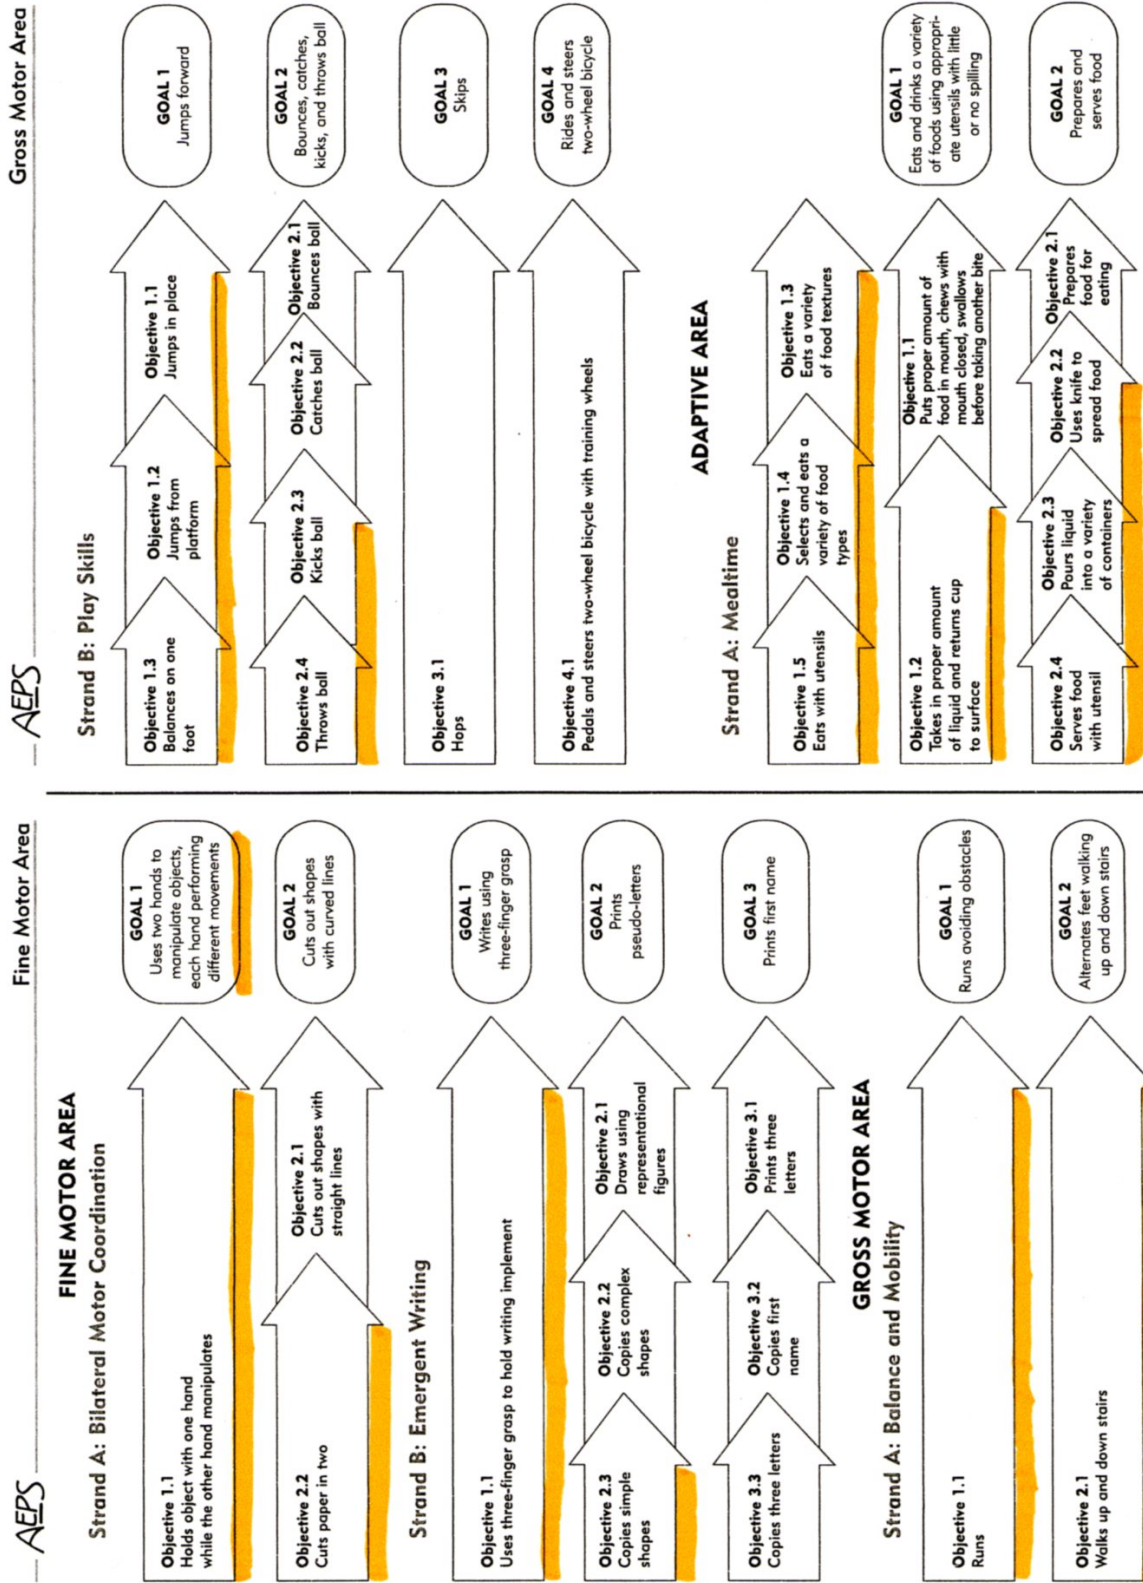 AEPS
Fine Motor Area
FINE MOTOR AREA
Strand A: Bilateral Motor Coordination
Objective 1.1
Holds object with one hand
while the other hand manipulates
GOAL 1
Uses two hands to
manipulate objects,
each hand performing
different movements
Objective 2.2
Cuts paper in two
Objective 2.1
Cuts out shapes with
straight lines
GOAL 2
Cuts out shapes
with curved lines
Strand B: Emergent Writing
Objective 1.1
Uses three-finger grasp to hold writing implement
GOAL 1
Writes using
three-finger grasp
Objective 2.3
Copies simple
shapes
Objective 2.2
Copies complex
shapes
Objective 2.1
Draws using
representational
figures
GOAL 2
Prints
pseudo-letters
Objective 3.3
Copies three letters
Objective 3.2
Copies first
name
Objective 3.1
Prints three
letters
GOAL 3
Prints first name
GROSS MOTOR AREA
Strand A: Balance and Mobility
Objective 1.1
Runs
GOAL 1
Runs avoiding obstacles
Objective 2.1
Walks up and down stairs
GOAL 2
Alternates feet walking
up and down stairs
AEPS
Gross Motor Area
Strand B: Play Skills
Objective 1.3
Balances on one
foot
Objective 1.2
Jumps from
platform
Objective 1.1
Jumps in place
GOAL 1
Jumps forward
Objective 2.4
Throws ball
Objective 2.3
Kicks ball
Objective 2.2
Catches ball
Objective 2.1
Bounces ball
GOAL 2
Bounces, catches,
kicks, and throws ball
Objective 3.1
Hops
GOAL 3
Skips
Objective 4.1
Pedals and steers two-wheel bicycle with training wheels
GOAL 4
Rides and steers
two-wheel bicycle
ADAPTIVE AREA
Strand A: Mealtime
Objective 1.5
Eats with utensils
Objective 1.4
Selects and eats a
variety of food
types
Objective 1.3
Eats a variety
of food textures
Objective 1.2
Takes in proper amount
of liquid and returns cup
to surface
Objective 1.1
Puts proper amount of
food in mouth, chews with
mouth closed, swallows
before taking another bite
GOAL 1
Eats and drinks a variety
of foods using appropri-
ate utensils with little
or no spilling
Objective 2.4
Serves food
with utensil
Objective 2.3
Pours liquid
into a variety
of containers
Objective 2.2
Uses knife to
spread food
Objective 2.1
Prepares
food for
eating
GOAL 2
Prepares and
serves food